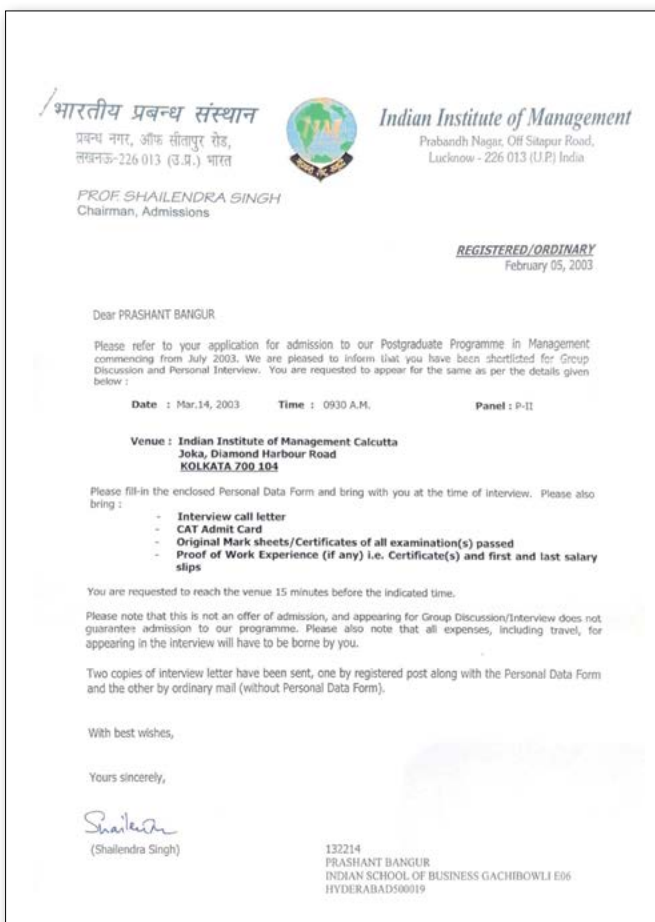 भारतीय प्रबन्ध संस्थान
प्रबन्ध नगर, ऑफ सीतापुर रोड,
लखनऊ-226 013 (उ.प्र.) भारत
IIM
Indian Institute of Management
Prabandh Nagar, Off Sitapur Road,
Lucknow - 226 013 (U.P.) India
PROF. SHAILENDRA SINGH
Chairman, Admissions
REGISTERED/ORDINARY
February 05, 2003
Dear PRASHANT BANGUR
Please refer to your application for admission to our Postgraduate Programme in Management
commencing from July 2003. We are pleased to inform that you have been shortlisted for Group
Discussion and Personal Interview. You are requested to appear for the same as per the details given
below :
Date : Mar.14, 2003 Time : 0930 A.M. Panel : P-II
Venue : Indian Institute of Management Calcutta
Joka, Diamond Harbour Road
KOLKATA 700 104
Please fill-in the enclosed Personal Data Form and bring with you at the time of interview. Please also
bring :
- Interview call letter
- CAT Admit Card
- Original Mark sheets/Certificates of all examination(s) passed
- Proof of Work Experience (if any) i.e. Certificate(s) and first and last salary
slips
You are requested to reach the venue 15 minutes before the indicated time.
Please note that this is not an offer of admission, and appearing for Group Discussion/Interview does not
guarantee admission to our programme. Please also note that all expenses, including travel, for
appearing in the interview will have to be borne by you.
Two copies of interview letter have been sent, one by registered post along with the Personal Data Form
and the other by ordinary mail (without Personal Data Form).
With best wishes,
Yours sincerely,
(Shailendra Singh)
132214
PRASHANT BANGUR
INDIAN SCHOOL OF BUSINESS GACHIBOWLI E06
HYDERABAD500019